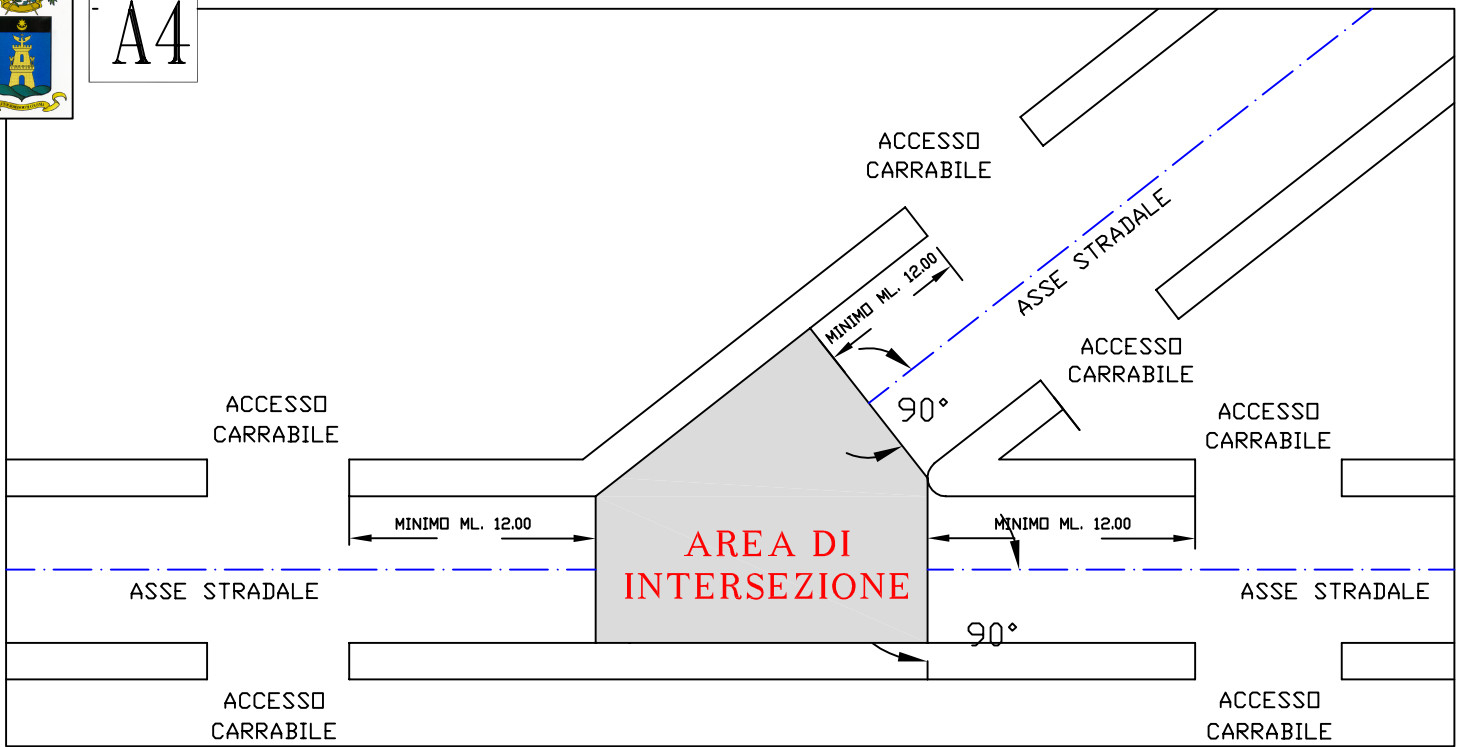 A4
ACCESSO
CARRABILE
MINIMO ML. 12.00
ASSE STRADALE
ACCESSO
CARRABILE
90°
ACCESSO
CARRABILE
ACCESSO
CARRABILE
MINIMO ML. 12.00
AREA DI
INTERSEZIONE
MINIMO ML. 12.00
ASSE STRADALE
ASSE STRADALE
90°
ACCESSO
CARRABILE
ACCESSO
CARRABILE